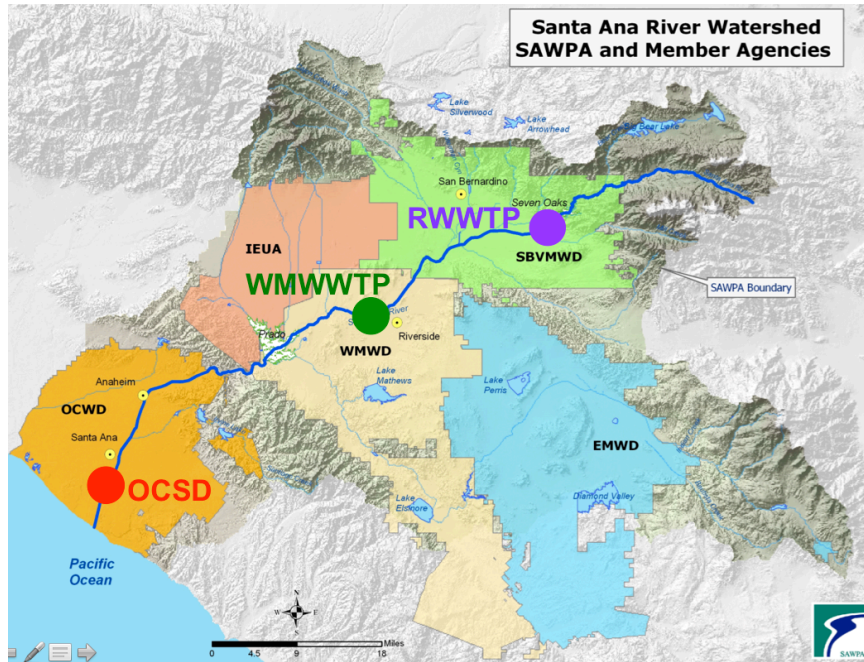 Santa Ana River Watershed
SAWPA and Member Agencies
Lake
Silverwood
Lake
Arrowhead
Big Bear Lake
San Bernardino
Seven Oaks
RWWTP
IEUA
SBVMWD
WMWWTP
SAWPA Boundary
River
Prado
Riverside
WMWD
Lake
Mathews
Lake
Perris
Anaheim
OCWD
Santa Ana
EMWD
OCSD
Lake
Elsinore
Diamond Valley
Pacific
Ocean
N
W
E
S
Miles
0
4.5
9
18
SAWPA